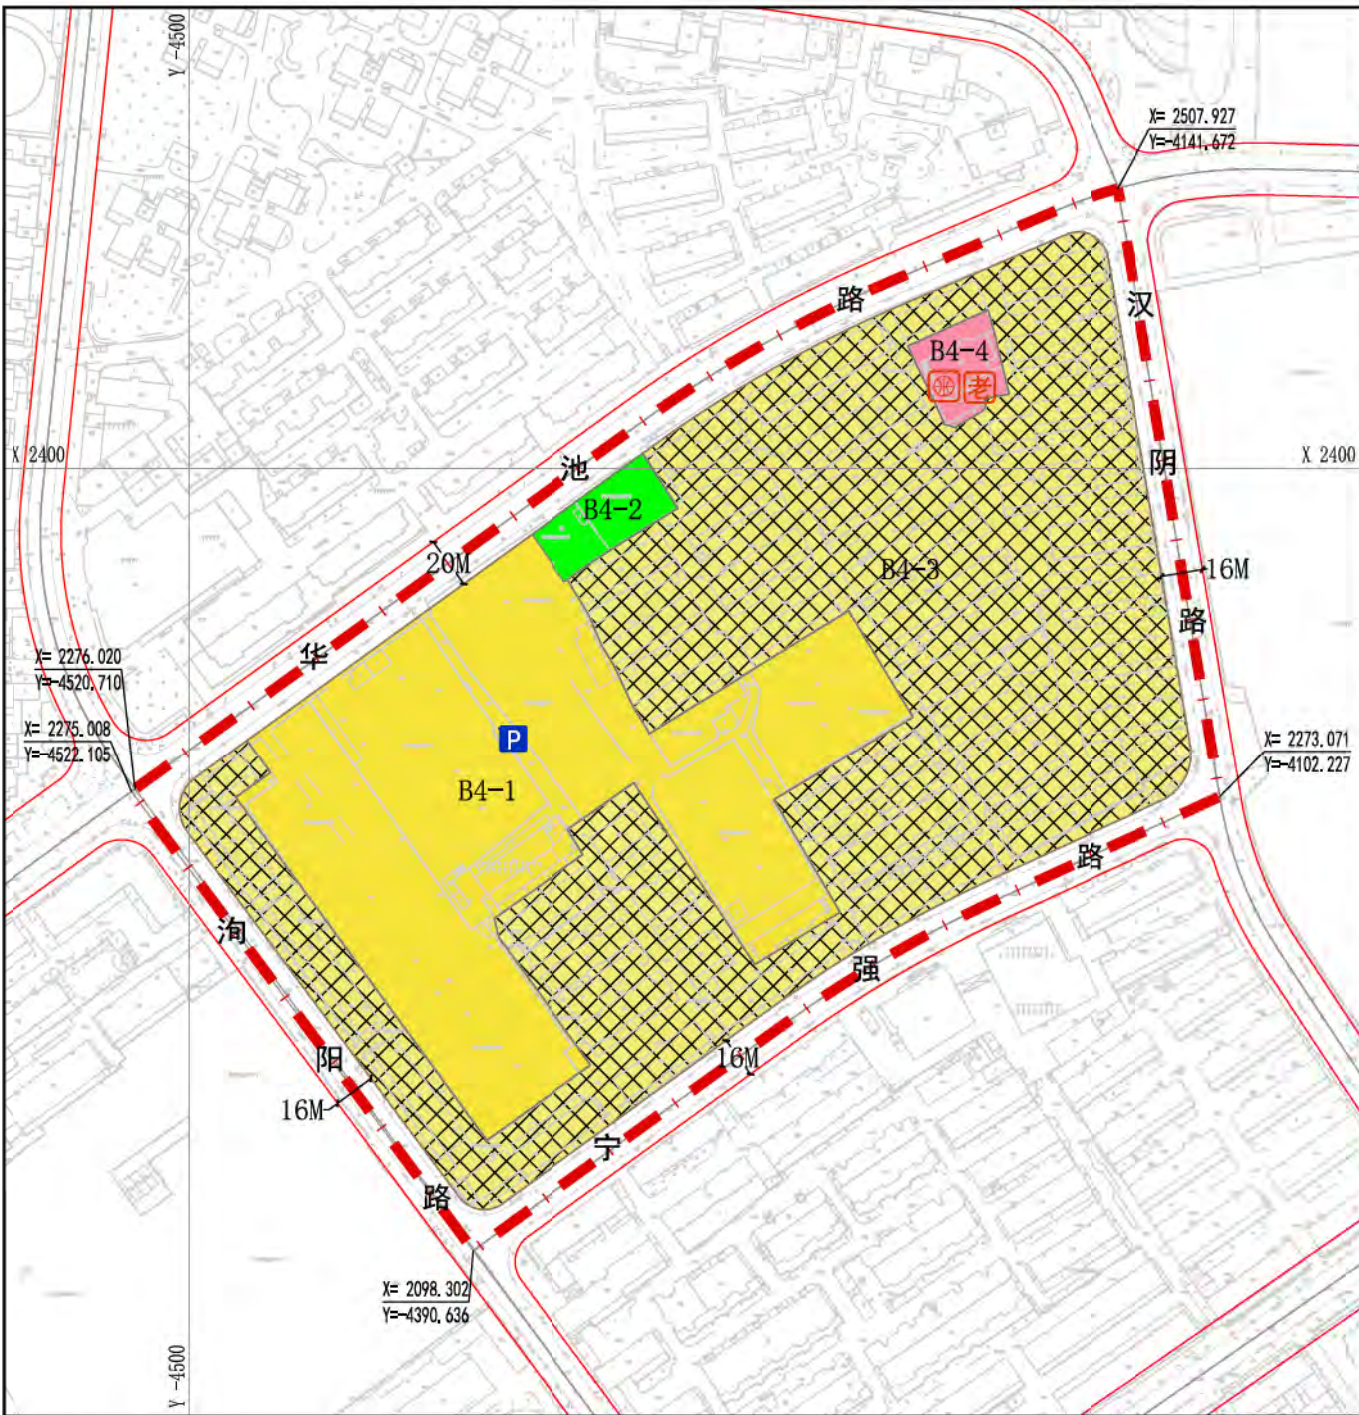 Y -4500
X= 2507.927
Y=-4141.672
汉
路
B4-4
老
X 2400
池
阴
X 2400
B4-2
20M
B4-3
16M
路
华
X= 2276.020
Y=-4520.710
X= 2275.008
Y=-4522.105
P
X= 2273.071
Y=-4102.227
B4-1
路
洵
强
阳
16M
16M
宁
路
X= 2098.302
Y=-4390.636
Y -4500